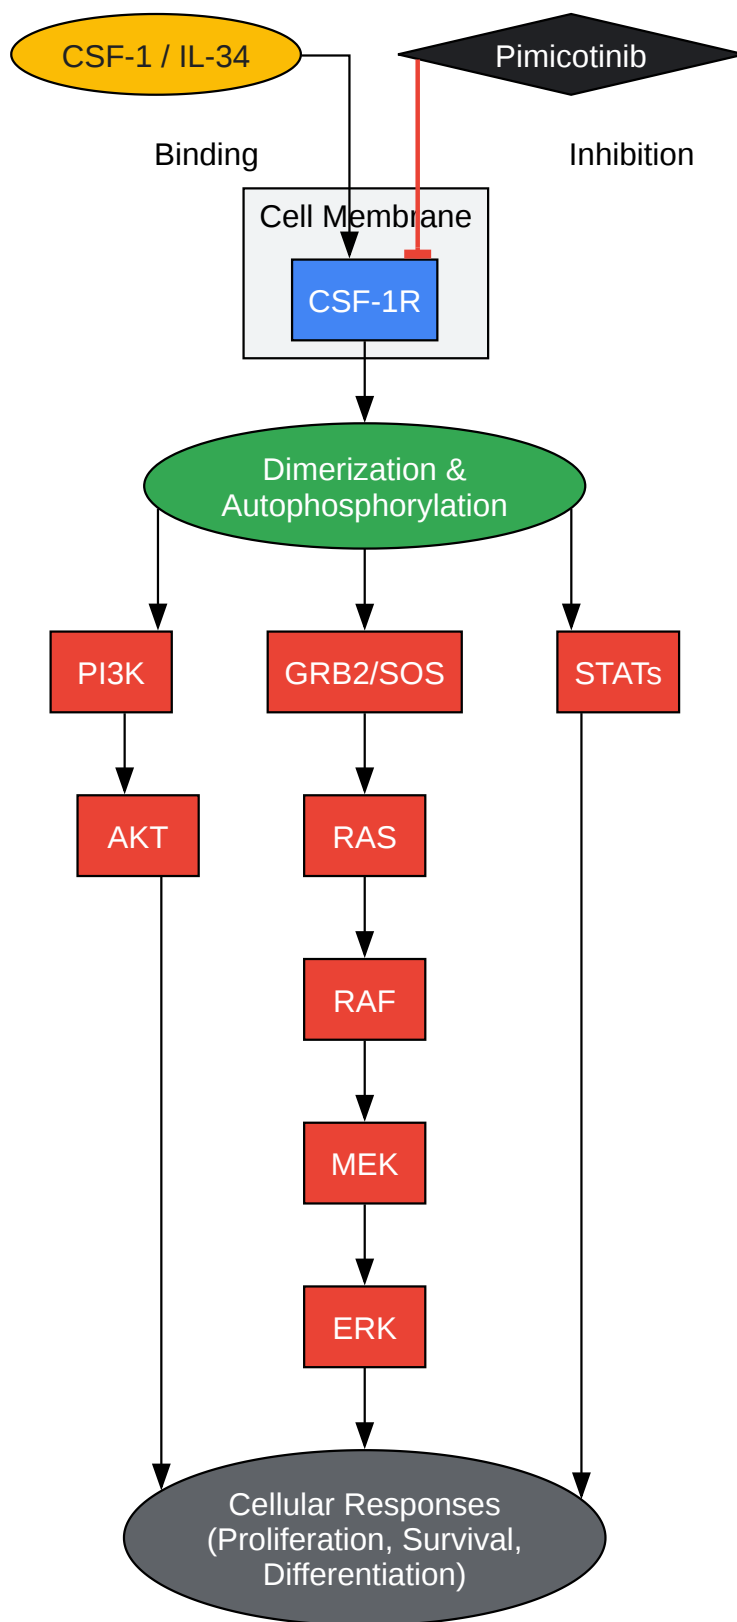 CSF-1 / IL-34
Pimicotinib
Binding
Inhibition
Cell Membrane
CSF-1R
Dimerization &
Autophosphorylation
PI3K
GRB2/SOS
STATs
AKT
RAS
RAF
MEK
ERK
Cellular Responses
(Proliferation, Survival,
Differentiation)